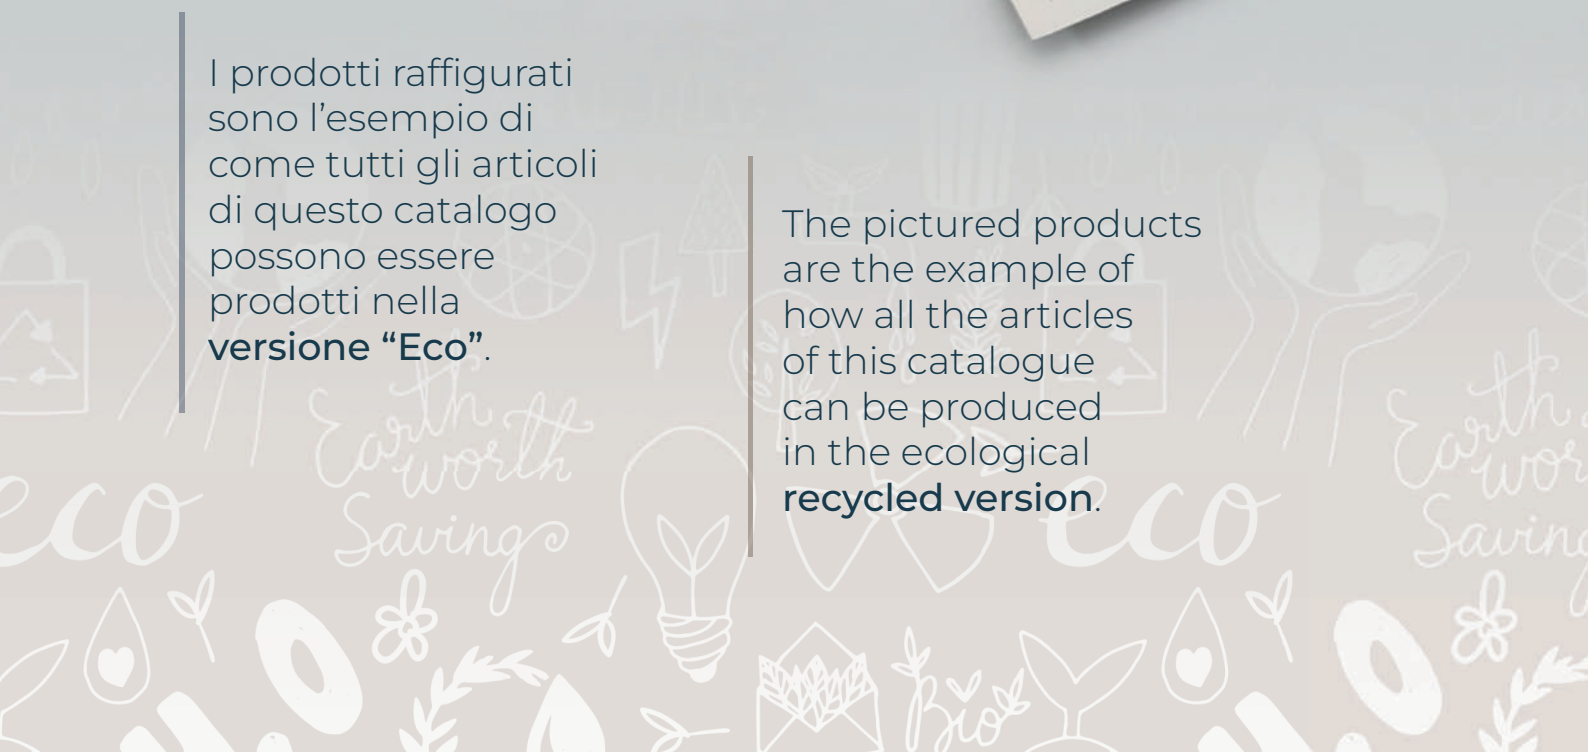 I prodotti raffigurati
sono l’esempio di
come tutti gli articoli
di questo catalogo
possono essere
prodotti nella
versione “Eco”.
The pictured products
are the example of
how all the articles
of this catalogue
can be produced
in the ecological
recycled version.
Earth
worth
Saving
eco
eco
Earth
Saving
Bio